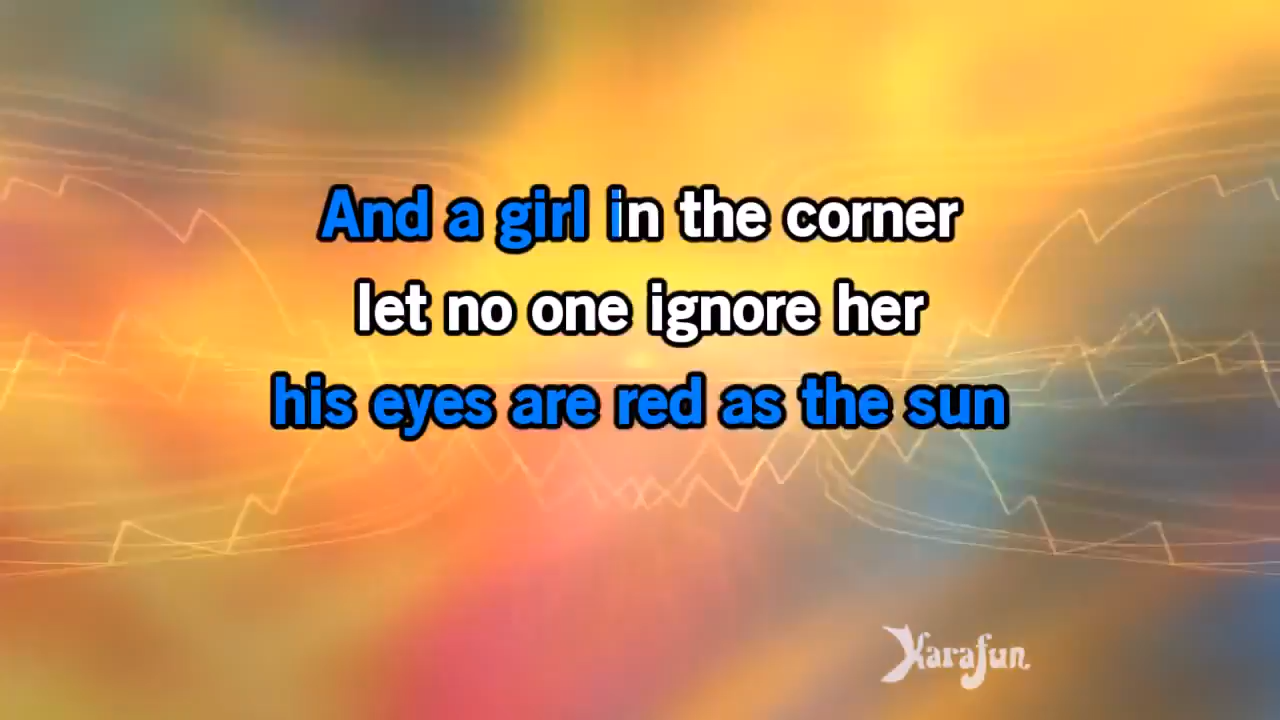 And a girl in the corner
let no one ignore her
his eyes are red as the sun
Karafun